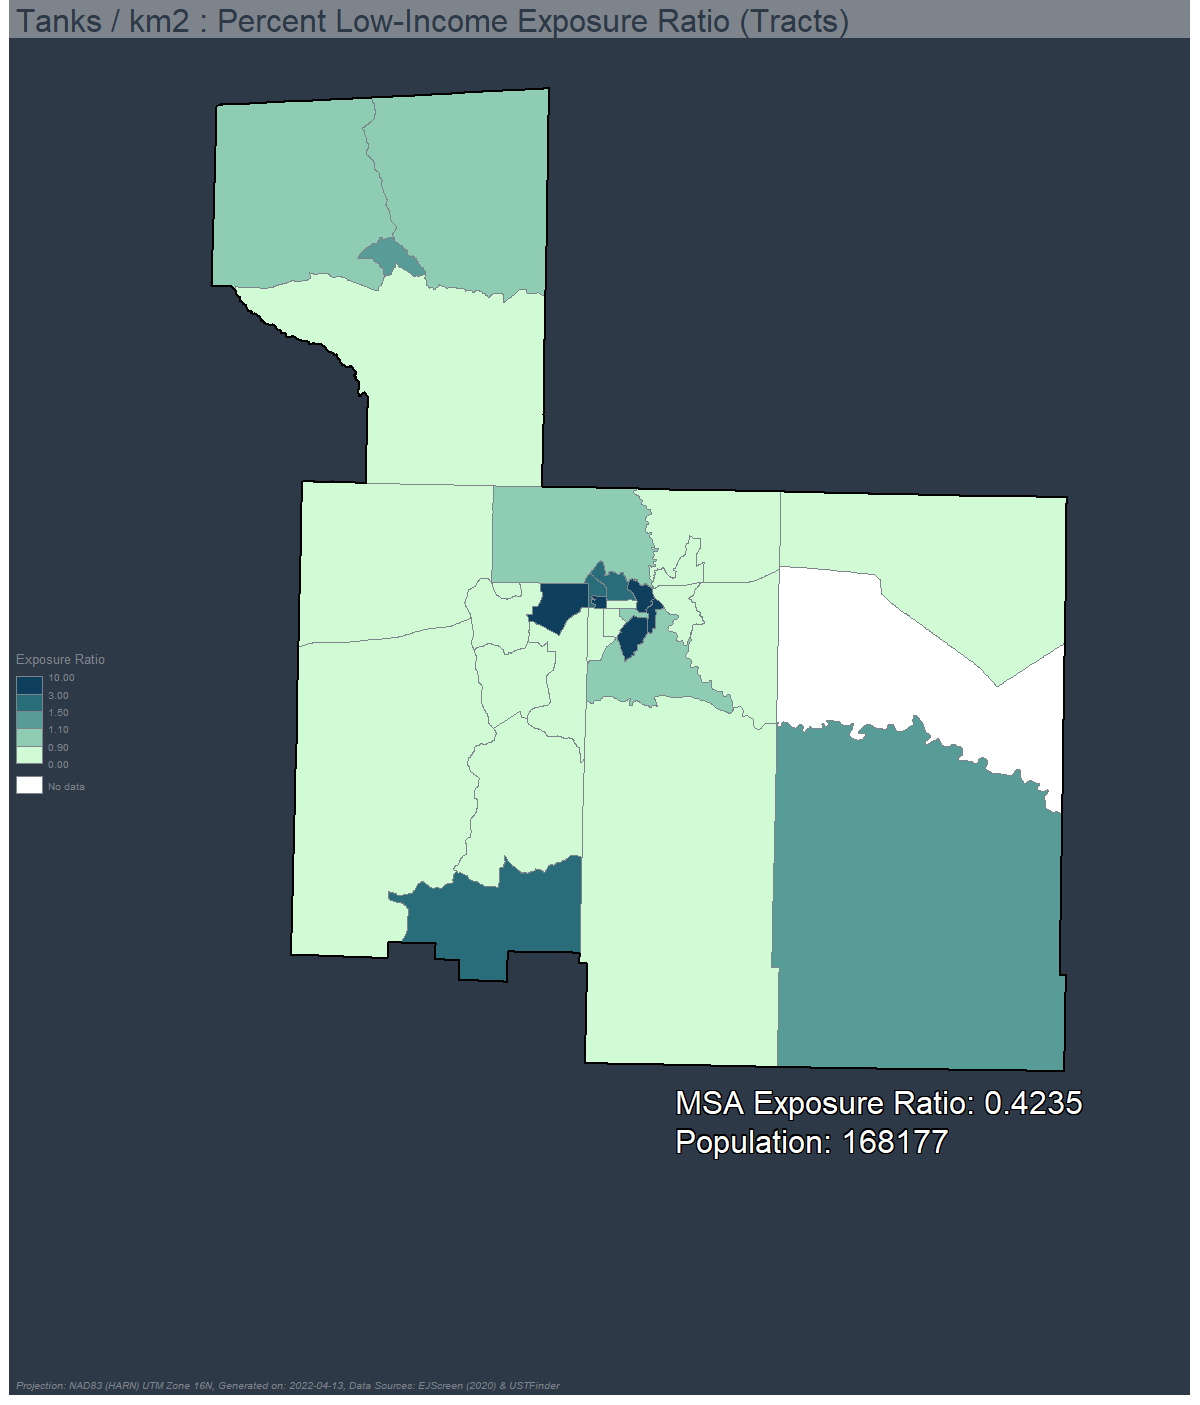 Tanks / km2 : Percent Low-Income Exposure Ratio (Tracts)
Exposure Ratio
10.00
3.00
1.50
1.10
0.90
0.00
No data
MSA Exposure Ratio: 0.4235
Population: 168177
Projection: NAD83 (HARN) UTM Zone 16N, Generated on: 2022-04-13, Data Sources: EJScreen (2020) & USTFinder